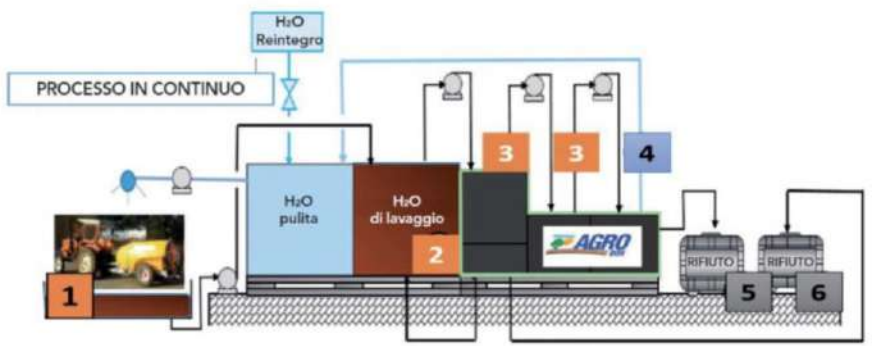 H₂O
Reintegro
PROCESSO IN CONTINUO
3
3
4
H₂O
pulita
H₂O
di lavaggio
2
AGRO
RIFIUTO
RIFIUTO
1
5
6